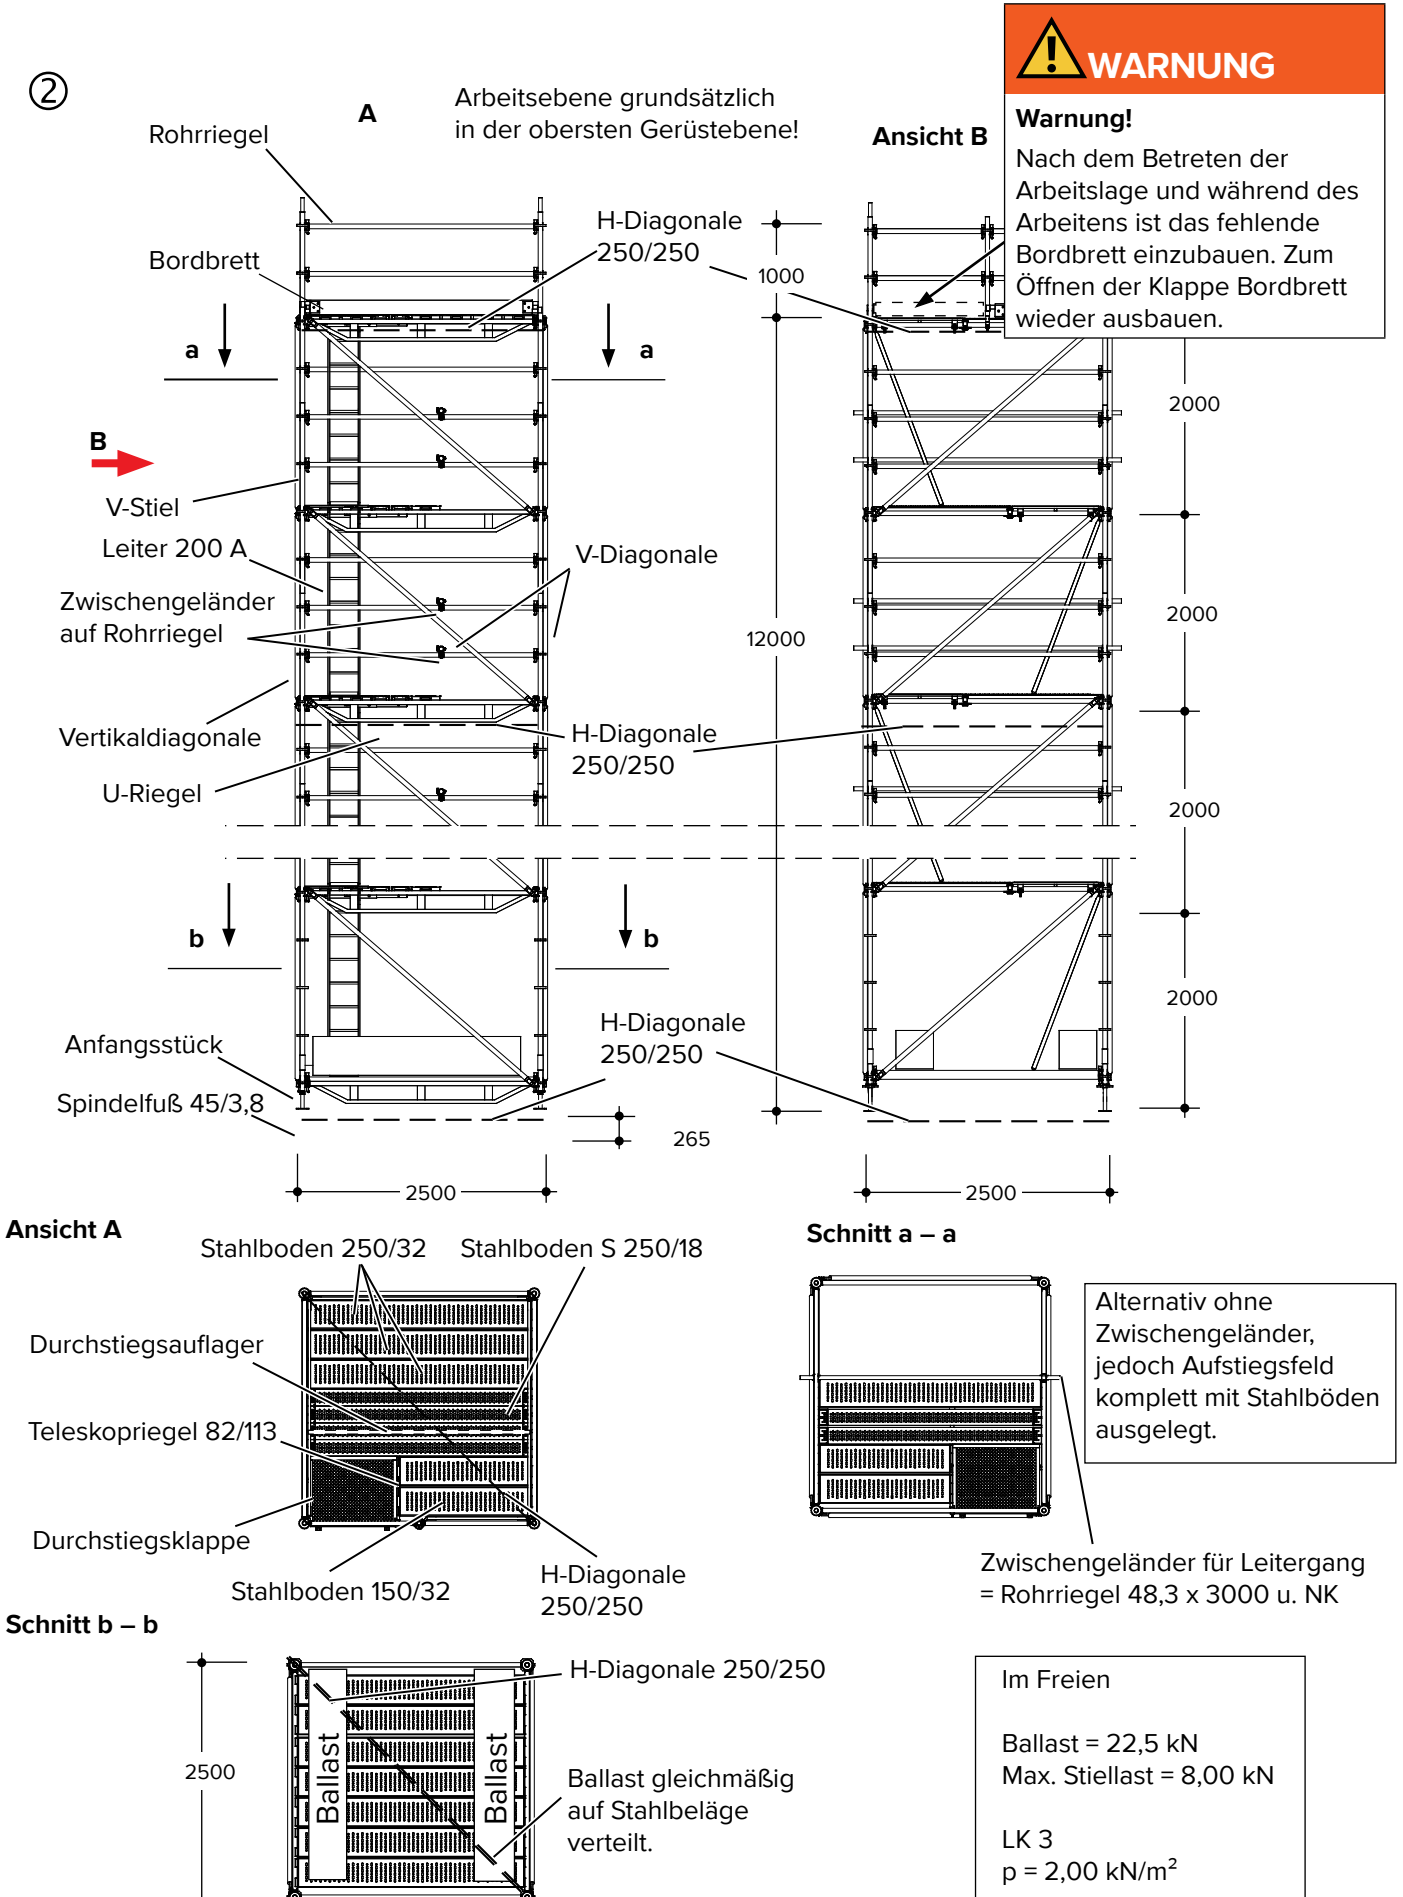 ②
A
Arbeitsebene grundsätzlich
in der obersten Gerüstebene!
Ansicht B
WARNUNG
Warnung!
Nach dem Betreten der
Arbeitslage und während des
Arbeitens ist das fehlende
Bordbrett einzubauen. Zum
Öffnen der Klappe Bordbrett
wieder ausbauen.
Rohrriegel
Bordbrett
H-Diagonale
250/250
1000
a
a
2000
B
V-Stiel
Leiter 200 A
V-Diagonale
Zwischengeländer
auf Rohrriegel
2000
12000
Vertikaldiagonale
H-Diagonale
250/250
U-Riegel
2000
b
b
2000
Anfangsstück
H-Diagonale
250/250
Spindelfuß 45/3,8
265
2500
2500
Ansicht A
Stahlboden 250/32
Stahlboden S 250/18
Schnitt a – a
Durchstiegsauflager
Teleskopriegel 82/113
Durchstiegsklappe
Stahlboden 150/32
H-Diagonale
250/250
Alternativ ohne
Zwischengeländer,
jedoch Aufstiegsfeld
komplett mit Stahlböden
ausgelegt.
Zwischengeländer für Leitergang
= Rohrriegel 48,3 x 3000 u. NK
Schnitt b – b
H-Diagonale 250/250
2500
Ballast
Ballast
Ballast gleichmäßig
auf Stahlbeläge
verteilt.
Im Freien
Ballast = 22,5 kN
Max. Stiellast = 8,00 kN
LK 3
p = 2,00 kN/m²